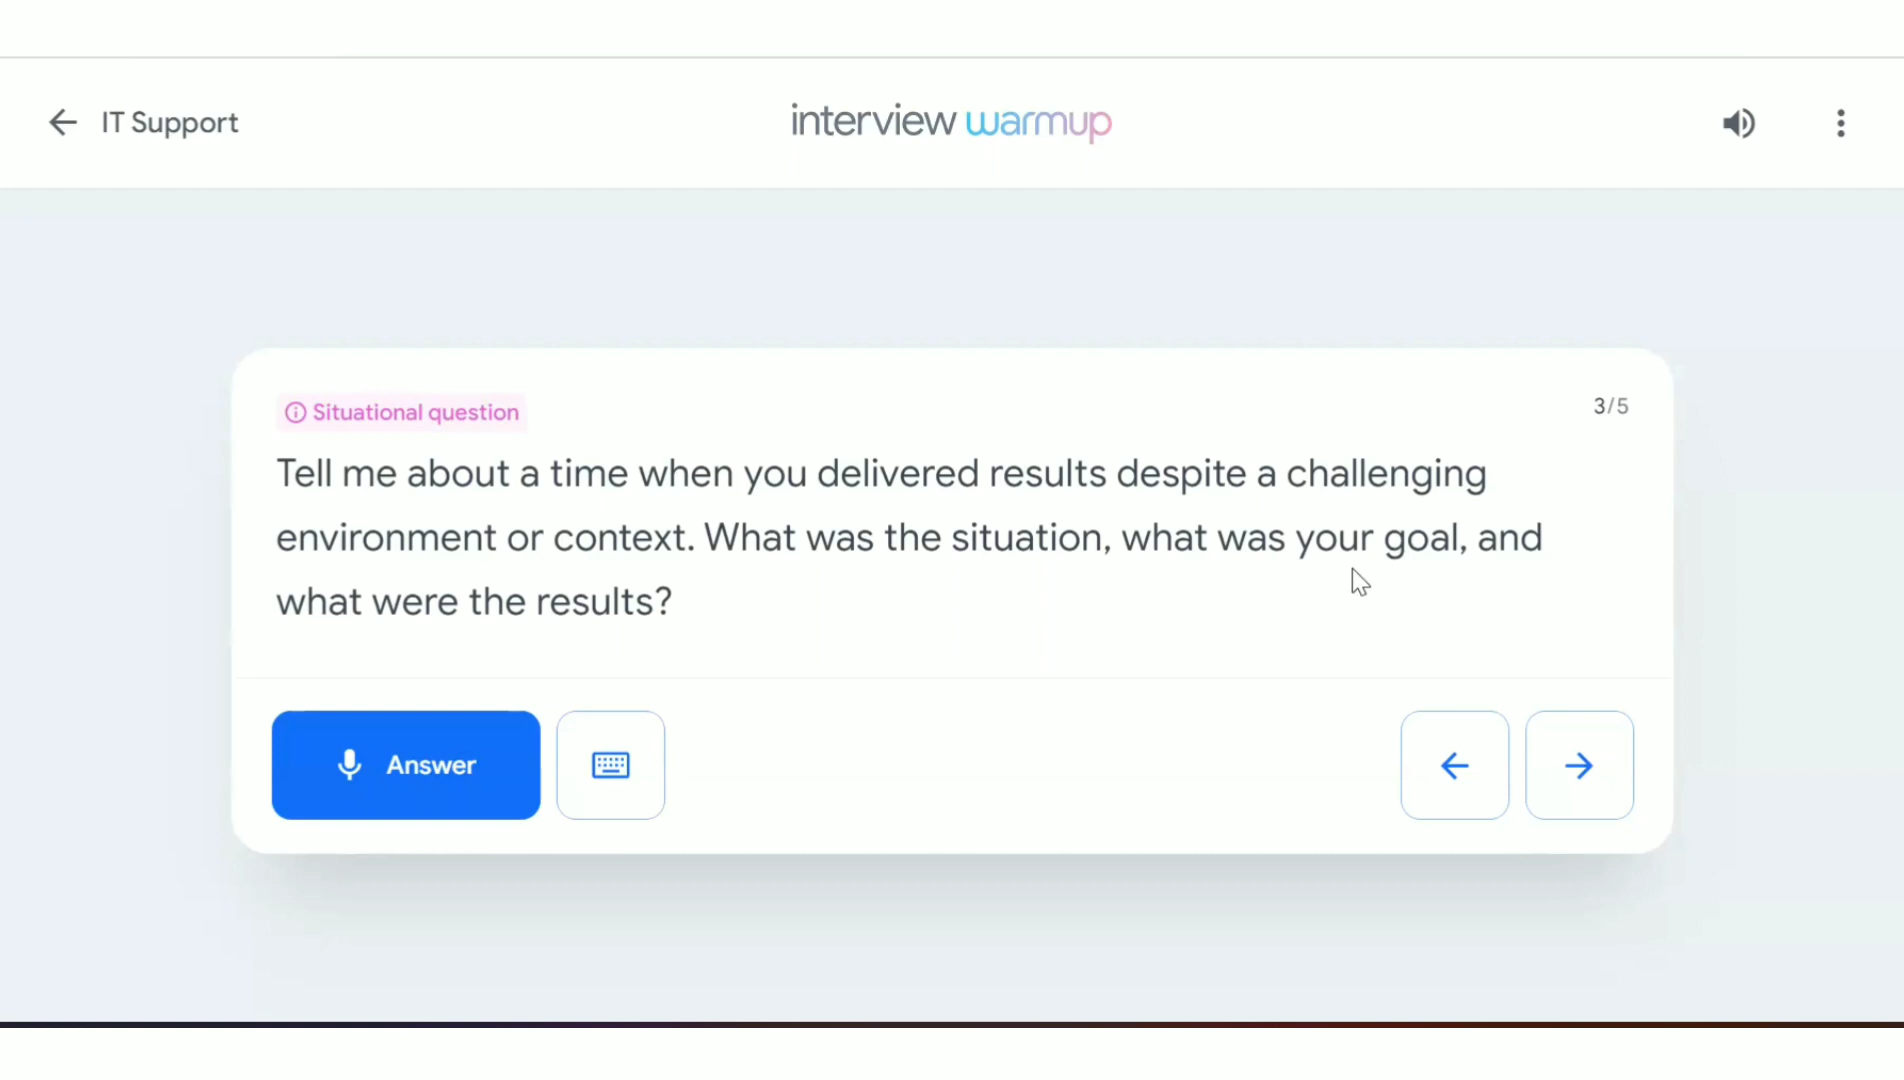 IT Support
interview warmup
Situational question
3/5
Tell me about a time when you delivered results despite a challenging
environment or context. What was the situation, what was your goal, and
what were the results?
Answer